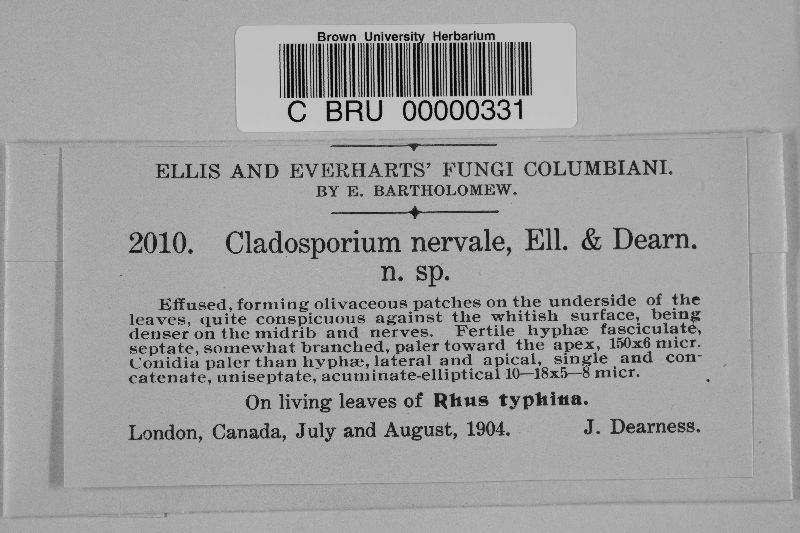 Brown University Herbarium
C BRU 00000331
ELLIS AND EVERHARTS' FUNGI COLUMBIANI.
BY E. BARTHOLOMEW.
2010. Cladosporium nervale, Ell. & Dearn.
n. sp.
Effused, forming olivaceous patches on the underside of the
leaves, quite conspicuous against the whitish surface, being
denser on the midrib and nerves. Fertile hyphæ fasciculate,
septate, somewhat branched, paler toward the apex, 150x6 micr.
Conidia paler than hyphæ, lateral and apical, single and con-
catenate, uniseptate, acuminate-elliptical 10—18x5—8 micr.
On living leaves of Rhus typhina.
London, Canada, July and August, 1904. J. Dearness.